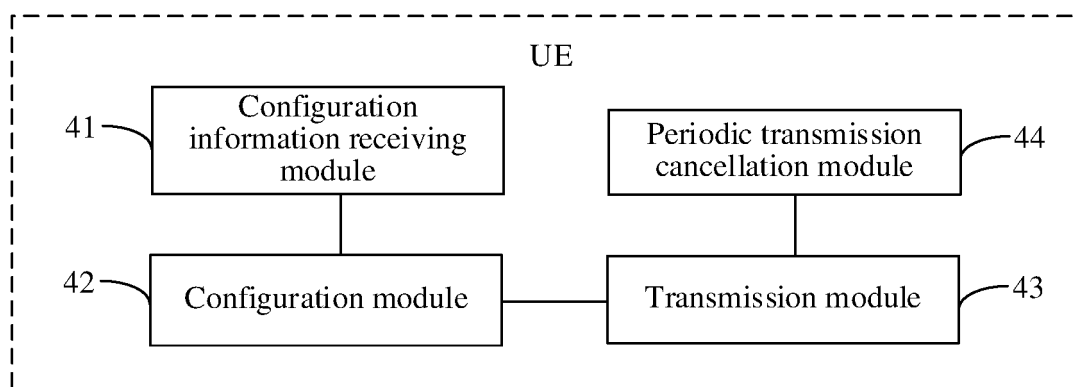 UE
41
Configuration
information receiving
module
Periodic transmission
cancellation module
44
42
Configuration module
Transmission module
43